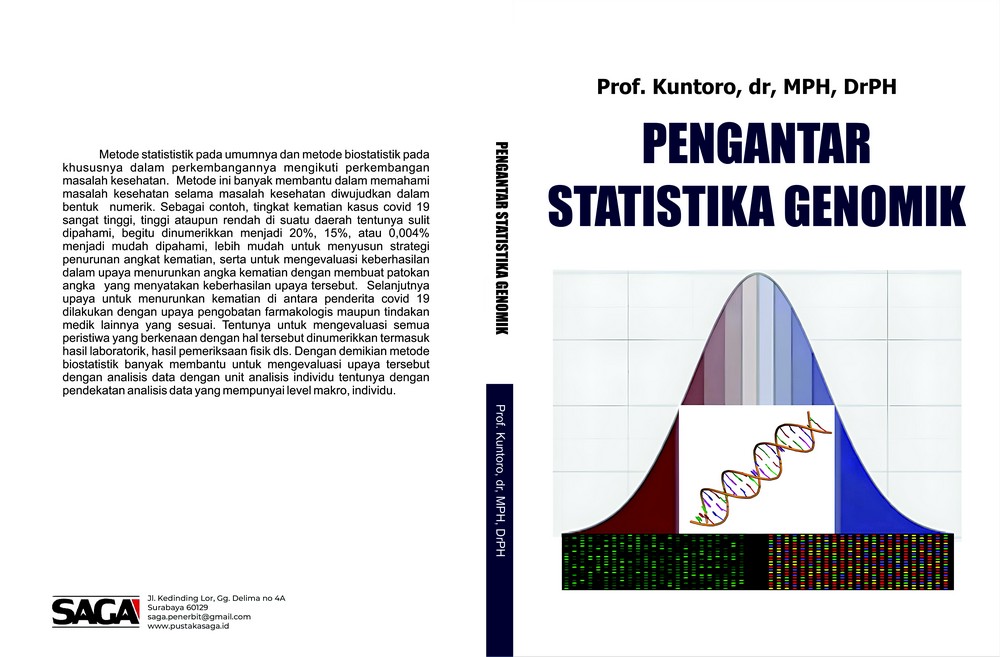 Metode statististik pada umumnya dan metode biostatistik pada
khususnya dalam perkembangannya mengikuti perkembangan
masalah kesehatan. Metode ini banyak membantu dalam memahami
masalah kesehatan selama masalah kesehatan diwujudkan dalam
bentuk numerik. Sebagai contoh, tingkat kematian kasus covid 19
sangat tinggi, tinggi ataupun rendah di suatu daerah tentunya sulit
dipahami, begitu dinumerikkan menjadi 20%, 15%, atau 0,004%
menjadi mudah dipahami, lebih mudah untuk menyusun strategi
penurunan angkat kematian, serta untuk mengevaluasi keberhasilan
dalam upaya menurunkan angka kematian dengan membuat patokan
angka yang menyatakan keberhasilan upaya tersebut. Selanjutnya
upaya untuk menurunkan kematian di antara penderita covid 19
dilakukan dengan upaya pengobatan farmakologis maupun tindakan
medik lainnya yang sesuai. Tentunya untuk mengevaluasi semua
peristiwa yang berkenaan dengan hal tersebut dinumerikkan termasuk
hasil laboratorik, hasil pemeriksaan fisik dls. Dengan demikian metode
biostatistik banyak membantu untuk mengevaluasi upaya tersebut
dengan analisis data dengan unit analisis individu tentunya dengan
pendekatan analisis data yang mempunyai level makro, individu.
SAGA
Jl. Kedinding Lor, Gg. Delima no 4A
Surabaya 60129
saga.penerbit@gmail.com
www.pustakasaga.id
PENGANTAR STATISTIKA GENOMIK
Prof. Kuntoro, dr, MPH, DrPH
Prof. Kuntoro, dr, MPH, DrPH
PENGANTAR
STATISTIKA GENOMIK